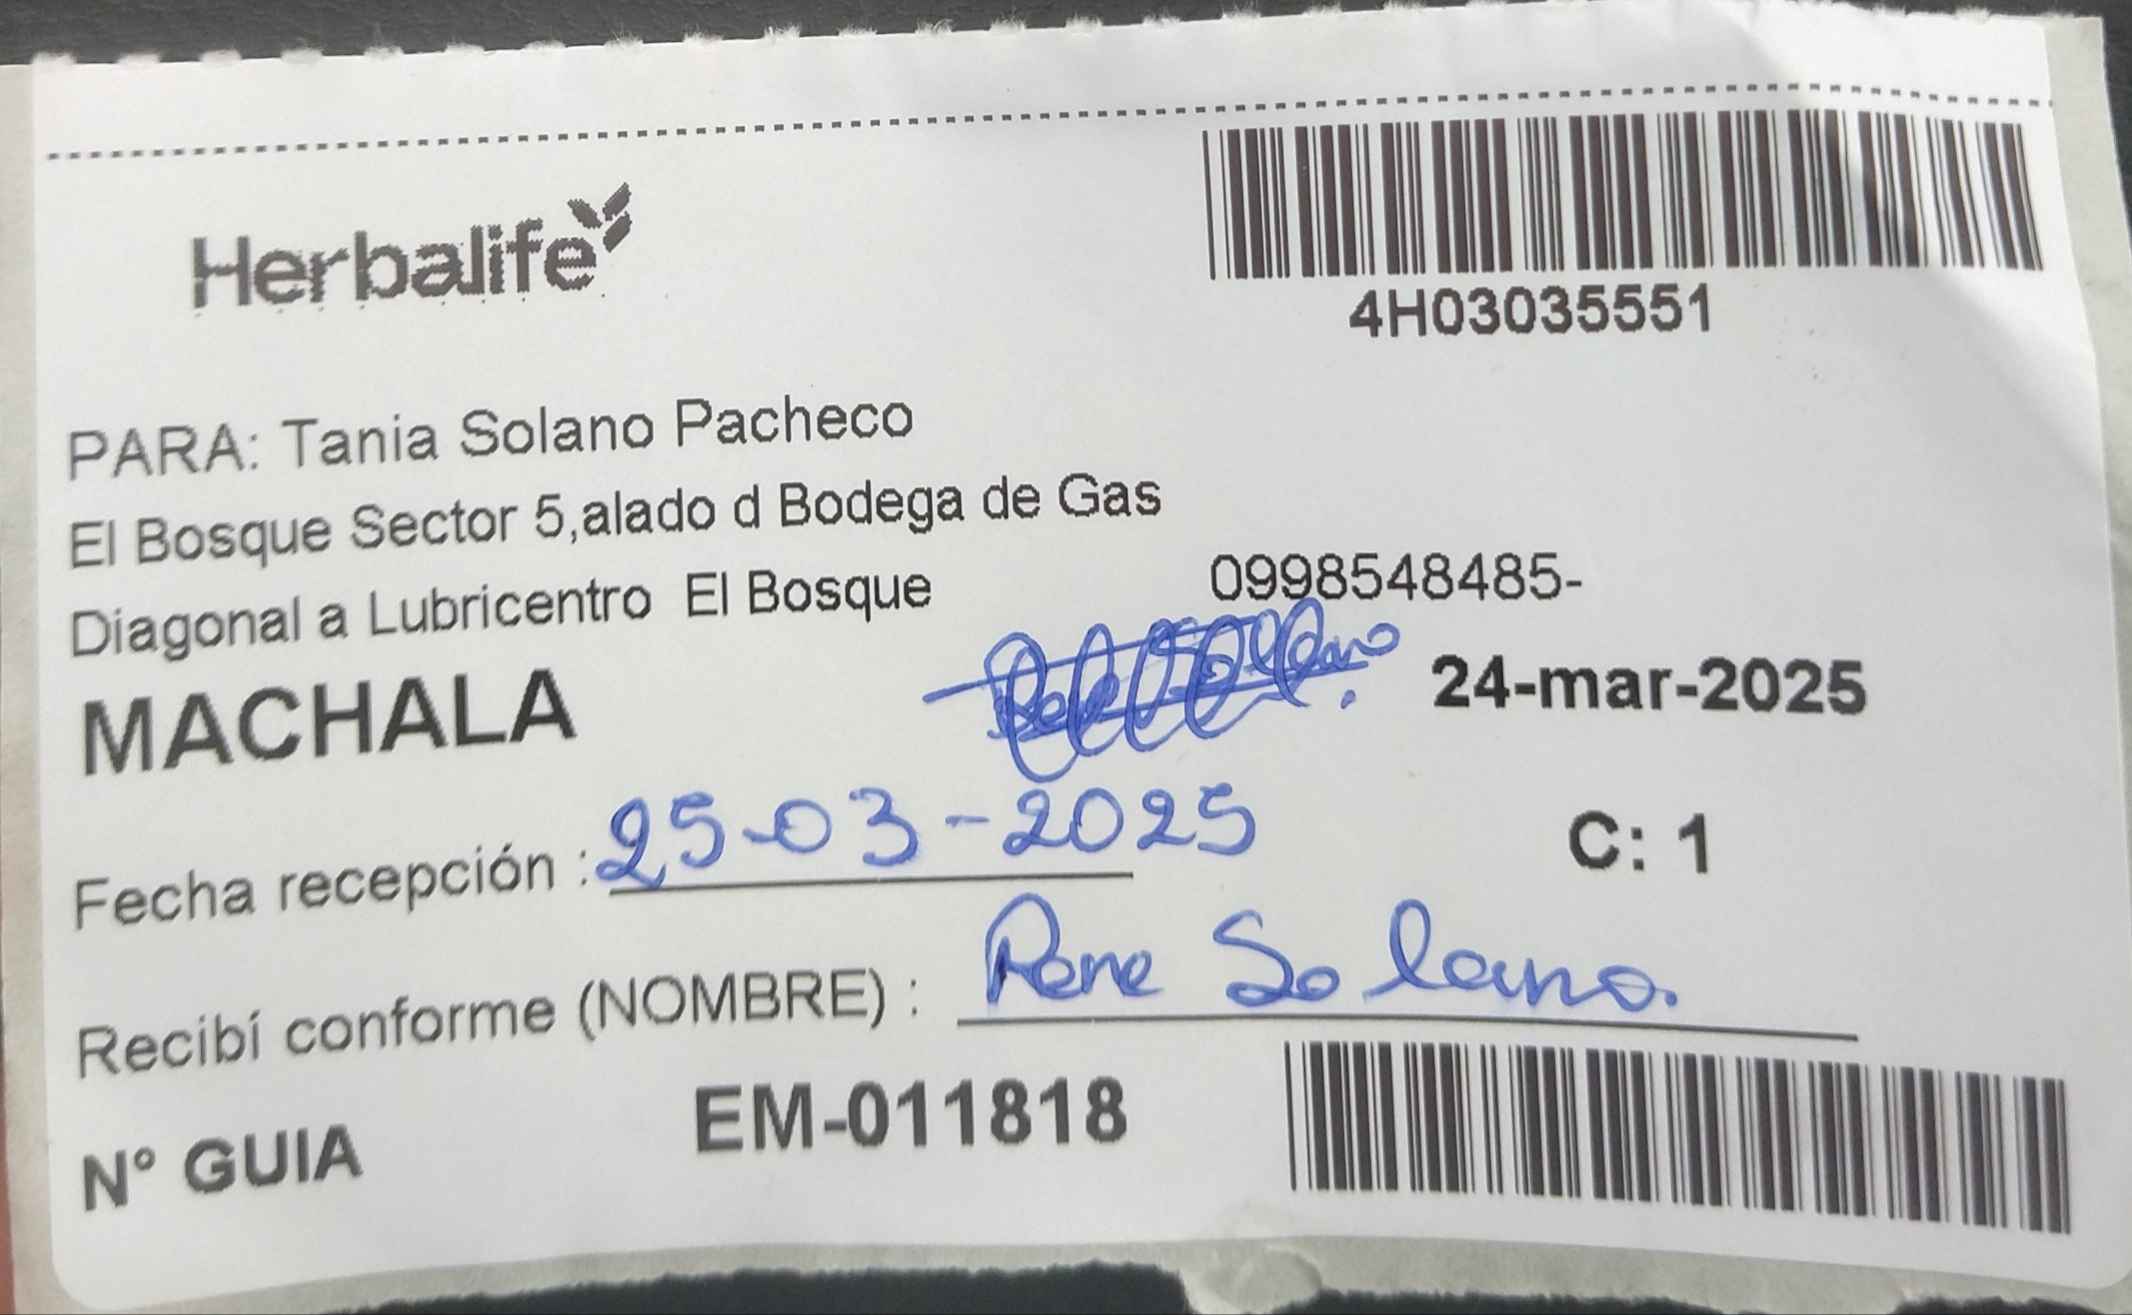 Herbalife
4H03035551
PARA: Tania Solano Pacheco
El Bosque Sector 5,alado d Bodega de Gas
Diagonal a Lubricentro El Bosque
0998548485-
MACHALA
24-mar-2025
Fecha recepción : 25-03-2025
C: 1
Recibí conforme (NOMBRE) : Rene Solano.
N° GUIA EM-011818